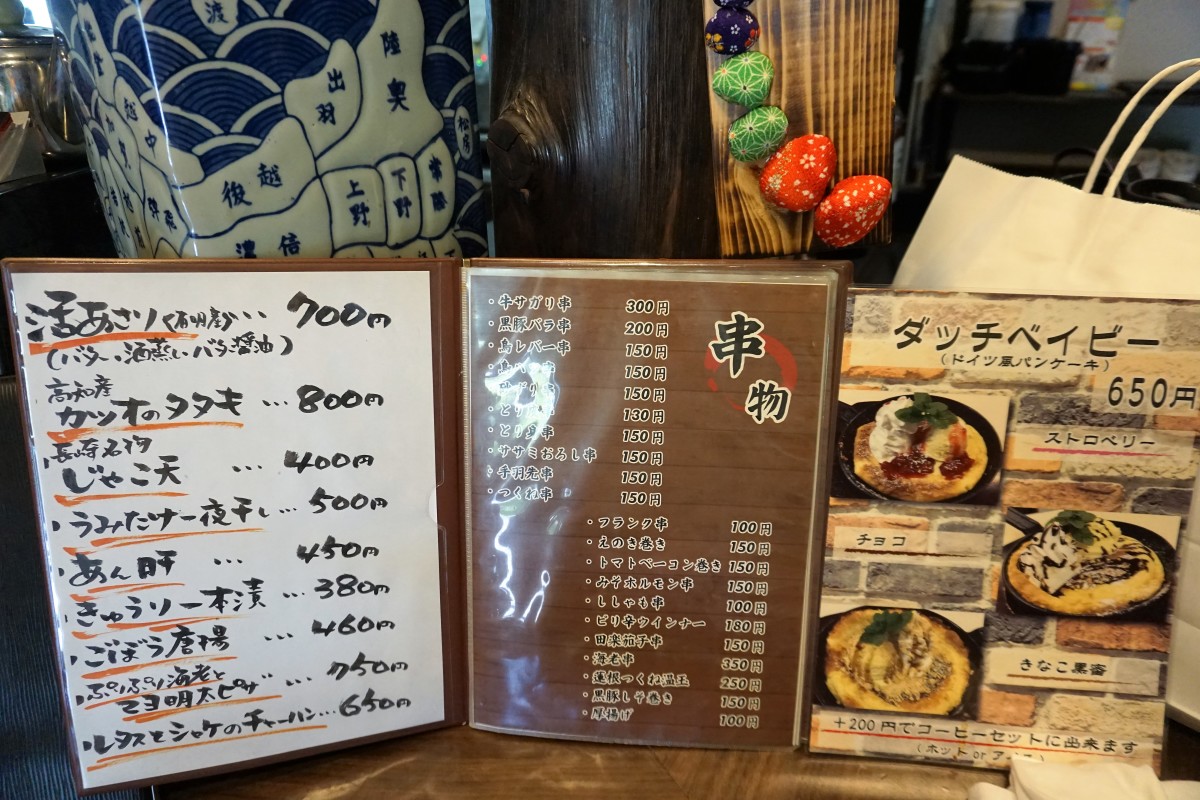 渡
陸奥
出羽
越後
越中
上野
下野
常陸
信濃
活あさり ... 700円
(バター、酒蒸し、バター醤油)
高知産
カツオのタタキ ... 800円
長崎名物
じゃこ天 ... 400円
うみたけ一夜干し... 500円
あん肝 ... 450円
きゅうり一本漬 ... 380円
ごぼう唐揚 ... 460円
ぷりぷり海老と
マヨ明太ピザ ... 750円
レタスとシャケのチャーハン... 650円
串物
・牛サガリ串 300円
・黒豚バラ串 200円
・鳥レバー串 150円
150円
150円
130円
150円
・ササミおろし串 150円
・手羽先串 150円
・つくね串 150円
・フランク串 100円
・えのき巻き 150円
・トマトベーコン巻き 150円
・みそホルモン串 150円
・ししゃも串 100円
・ピリ辛ウインナー 180円
・田楽茄子串 150円
・海老串 350円
・蓮根つくね温玉 250円
・黒豚しそ巻き 150円
・厚揚げ 100円
ダッチベイビー
(ドイツ風パンケーキ)
650円
ストロベリー
チョコ
きなこ黒蜜
+200円でコーヒーセットに出来ます
(ホット or